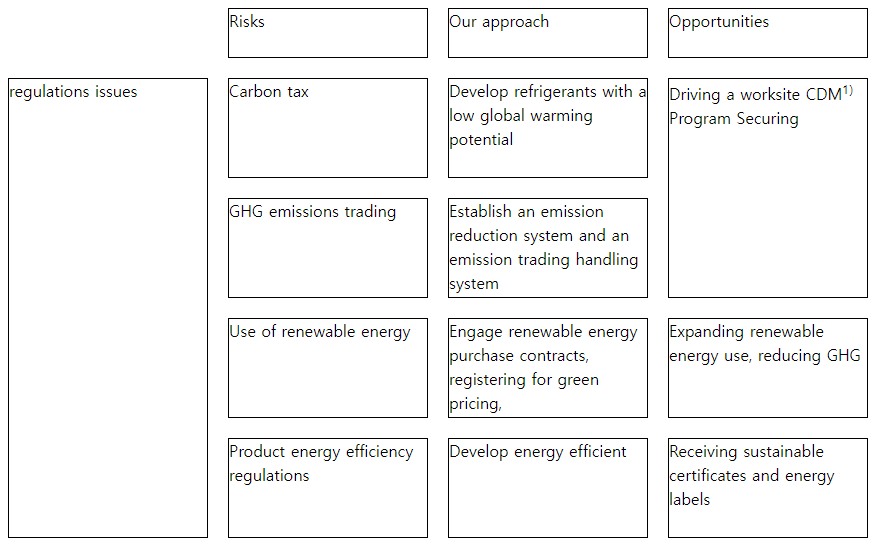 Risks
Our approach
Opportunities
regulations issues
Carbon tax
Develop refrigerants with a
low global warming
potential
Driving a worksite CDM1)
Program Securing
GHG emissions trading
Establish an emission
reduction system and an
emission trading handling
system
Use of renewable energy
Engage renewable energy
purchase contracts,
registering for green
pricing,
Expanding renewable
energy use, reducing GHG
Product energy efficiency
regulations
Develop energy efficient
Receiving sustainable
certificates and energy
labels